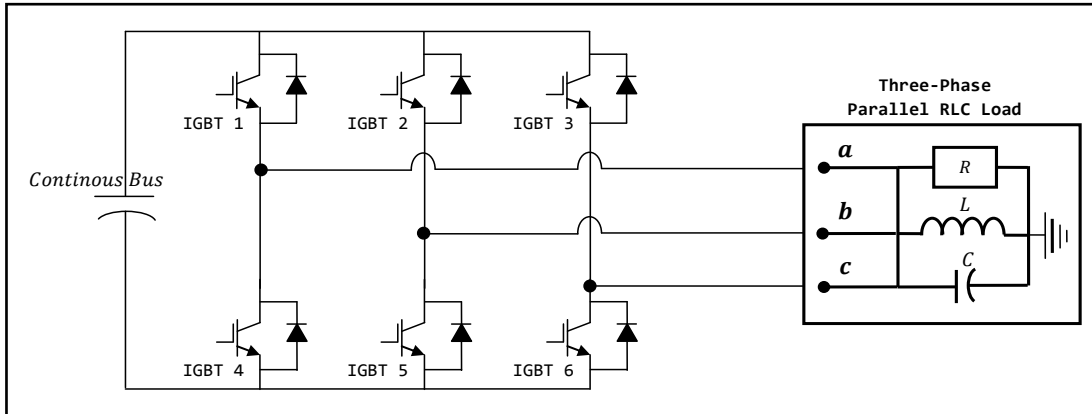 IGBT 1
IGBT 2
IGBT 3
Three-Phase
Parallel RLC Load
Continous Bus
a
R
L
b
C
c
IGBT 4
IGBT 5
IGBT 6